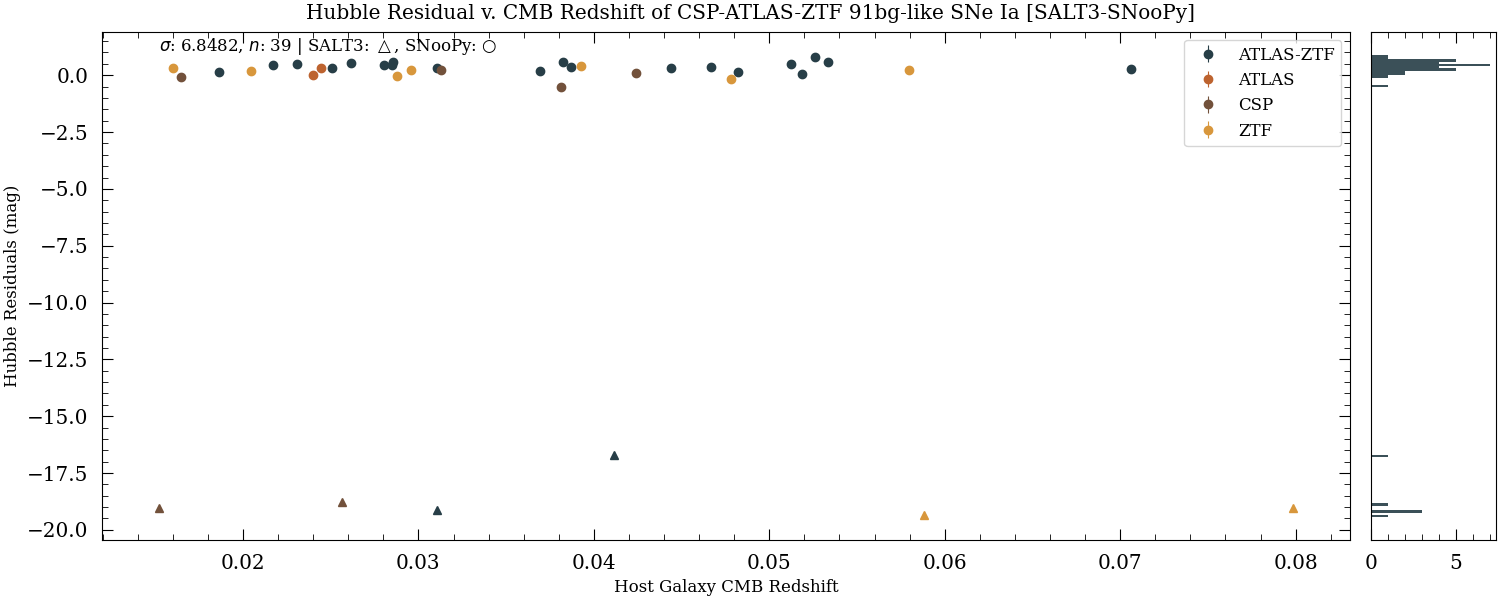 Hubble Residual v. CMB Redshift of CSP-ATLAS-ZTF 91bg-like SNe Ia [SALT3-SNooPy]
σ: 6.8482, n: 39 | SALT3: △, SNooPy: ○
ATLAS-ZTF
ATLAS
CSP
ZTF
Hubble Residuals (mag)
0.0
−2.5
−5.0
−7.5
−10.0
−12.5
−15.0
−17.5
−20.0
0.02 0.03 0.04 0.05 0.06 0.07 0.08
0 5
Host Galaxy CMB Redshift